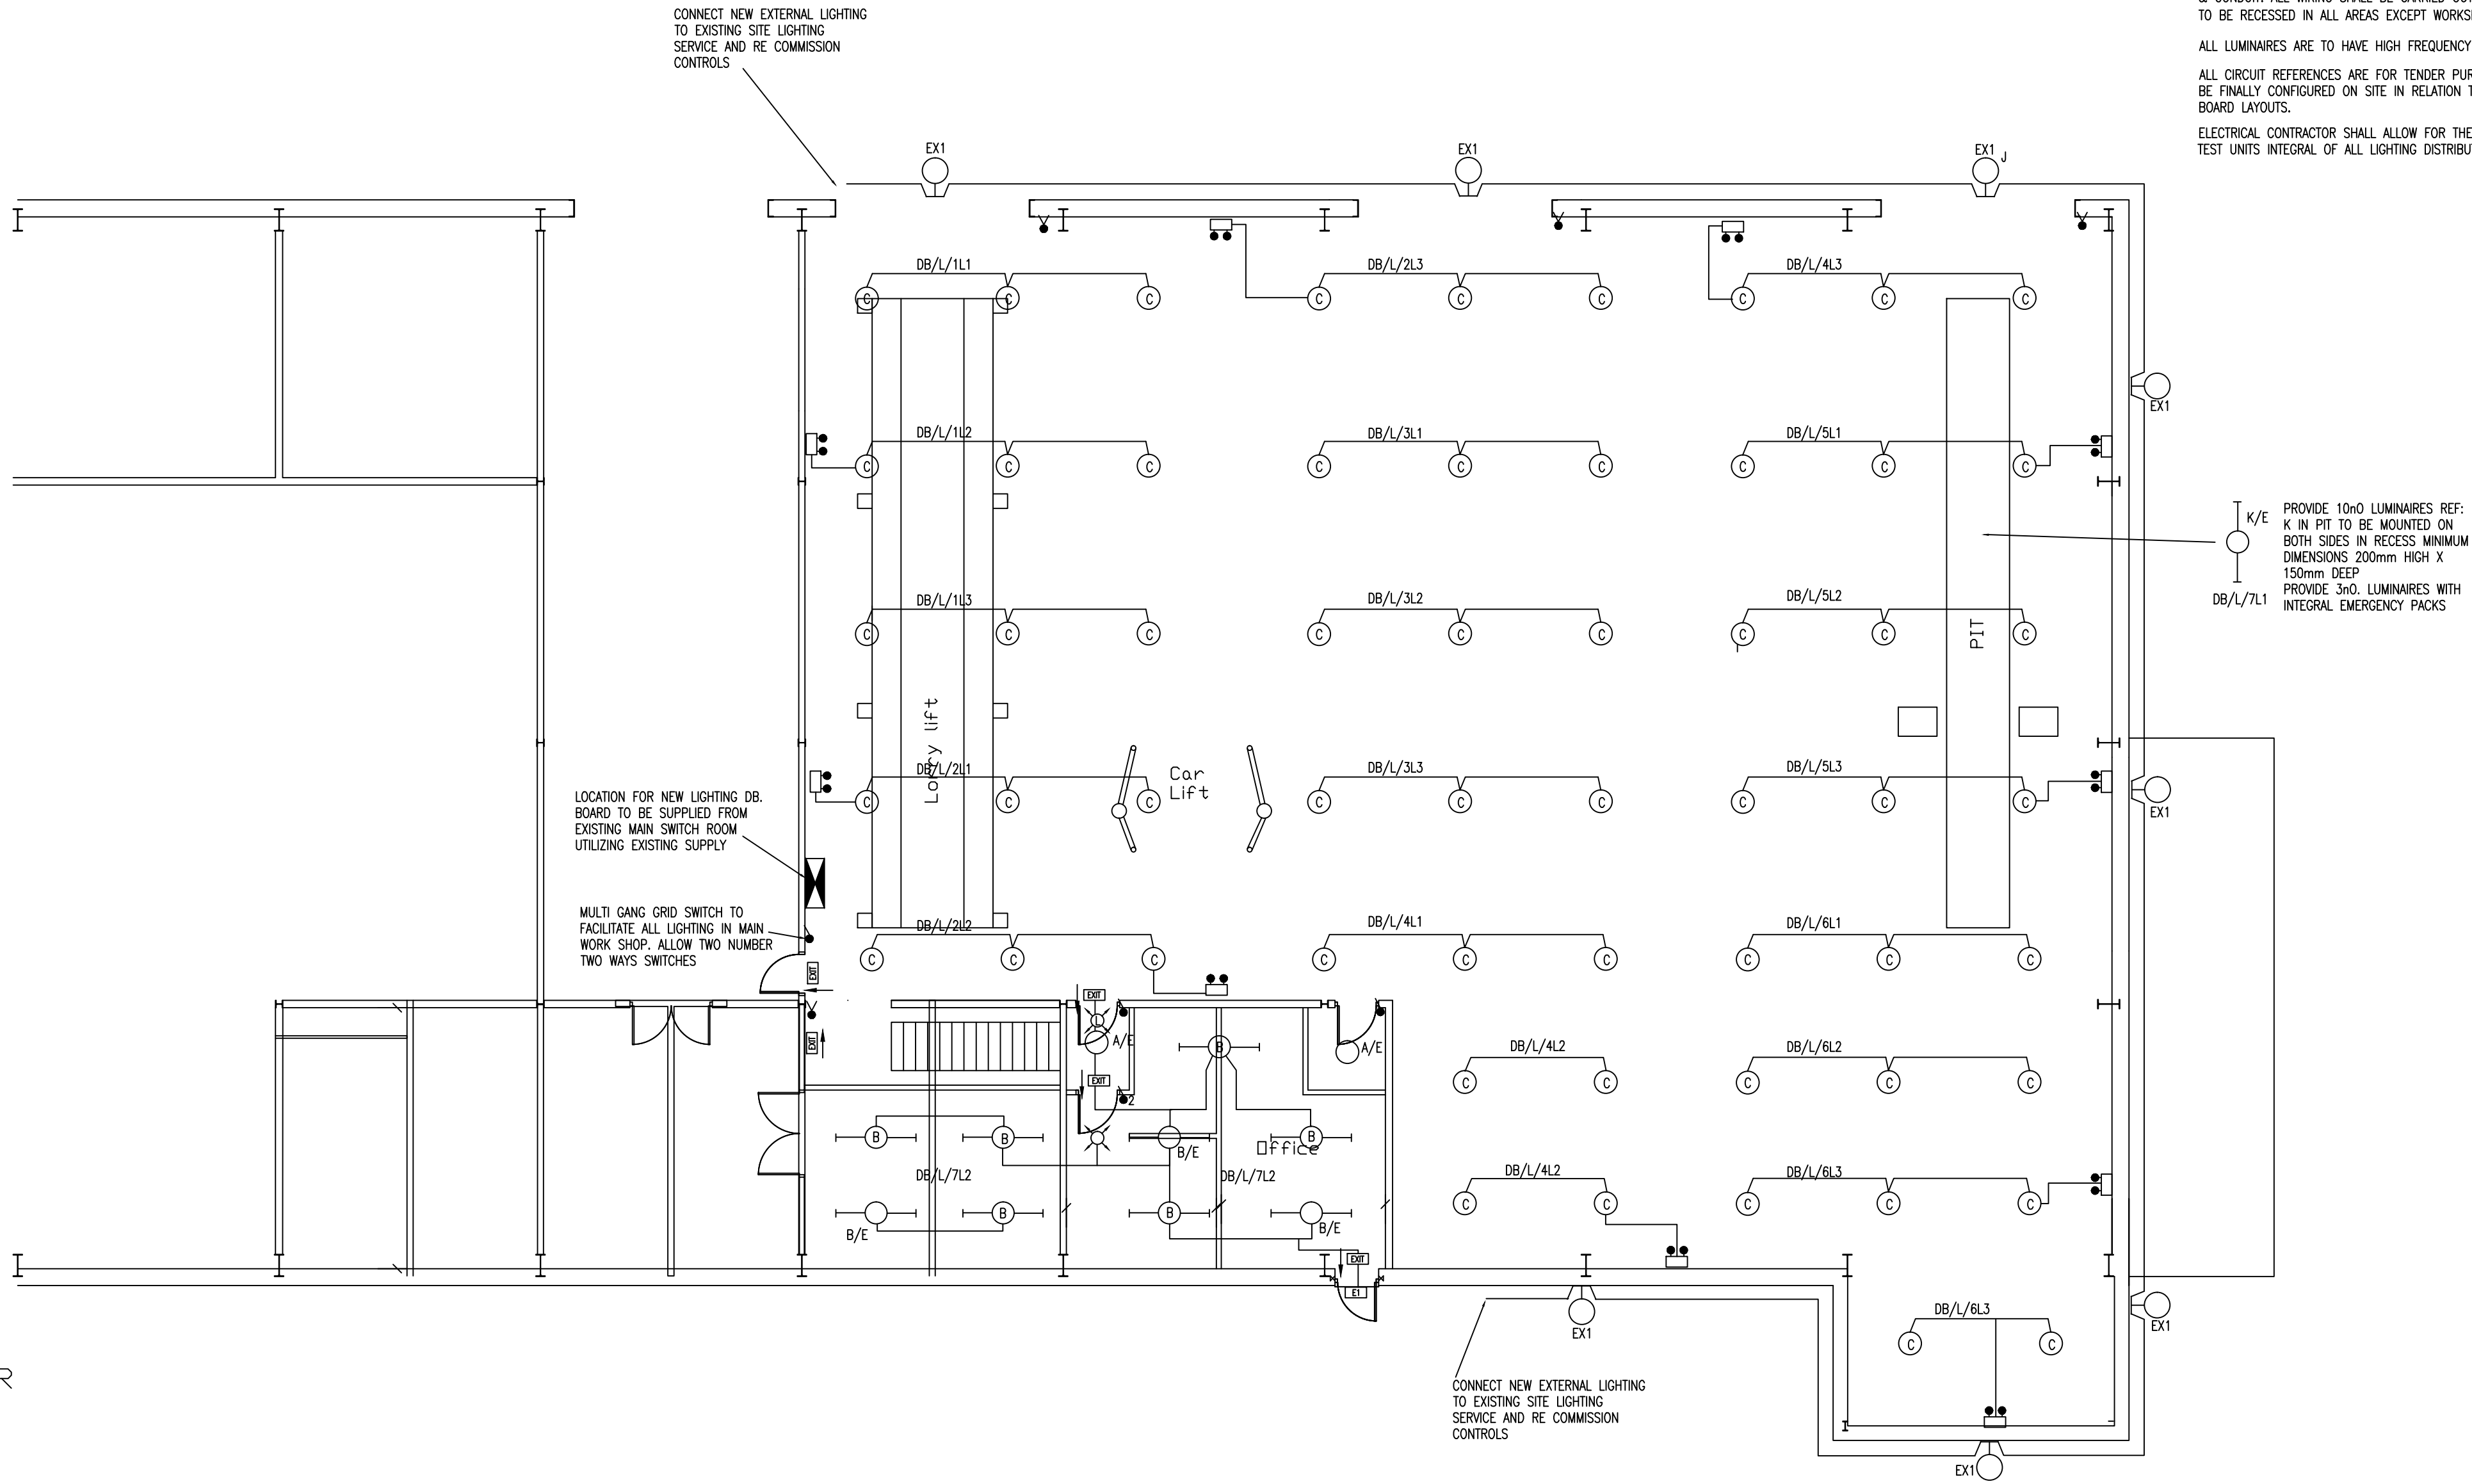 CONNECT NEW EXTERNAL LIGHTING
TO EXISTING SITE LIGHTING
SERVICE AND RE COMMISSION
CONTROLS
TO BE RECESSED IN ALL AREAS EXCEPT WORKS
ALL LUMINAIRES ARE TO HAVE HIGH FREQUENCY
ALL CIRCUIT REFERENCES ARE FOR TENDER PUR
BE FINALLY CONFIGURED ON SITE IN RELATION T
BOARD LAYOUTS.
ELECTRICAL CONTRACTOR SHALL ALLOW FOR THE
TEST UNITS INTEGRAL OF ALL LIGHTING DISTRIBU
EX1
EX1
EX1 J
DB/L/1L1
DB/L/2L3
DB/L/4L3
C C C C C C C C C
EX1
DB/L/1L2
DB/L/3L1
DB/L/5L1
C C C C C C C C C
K/E
PROVIDE 10nO LUMINAIRES REF:
K IN PIT TO BE MOUNTED ON
BOTH SIDES IN RECESS MINIMUM
DIMENSIONS 200mm HIGH X
150mm DEEP
PROVIDE 3nO. LUMINAIRES WITH
INTEGRAL EMERGENCY PACKS
DB/L/7L1
DB/L/1L3
DB/L/3L2
DB/L/5L2
C C C C C C C C C
PIT
Lorry lift
Car
Lift
DB/L/2L1
DB/L/3L3
DB/L/5L3
C C C C C C C C C
EX1
LOCATION FOR NEW LIGHTING DB.
BOARD TO BE SUPPLIED FROM
EXISTING MAIN SWITCH ROOM
UTILIZING EXISTING SUPPLY
MULTI GANG GRID SWITCH TO
FACILITATE ALL LIGHTING IN MAIN
WORK SHOP. ALLOW TWO NUMBER
TWO WAYS SWITCHES
DB/L/2L2
DB/L/4L1
DB/L/6L1
C C C C C C C C C
EXIT
EXIT
EXIT
L
A/E
B
A/E
DB/L/4L2
DB/L/6L2
C C C C C
EXIT
2
B B B
B/E
Office
DB/L/7L2
DB/L/7L2
DB/L/4L2
DB/L/6L3
C C C C C
B B
B/E
B/E
EXIT
E1
EX1
EX1
DB/L/6L3
C C
CONNECT NEW EXTERNAL LIGHTING
TO EXISTING SITE LIGHTING
SERVICE AND RE COMMISSION
CONTROLS
EX1
R